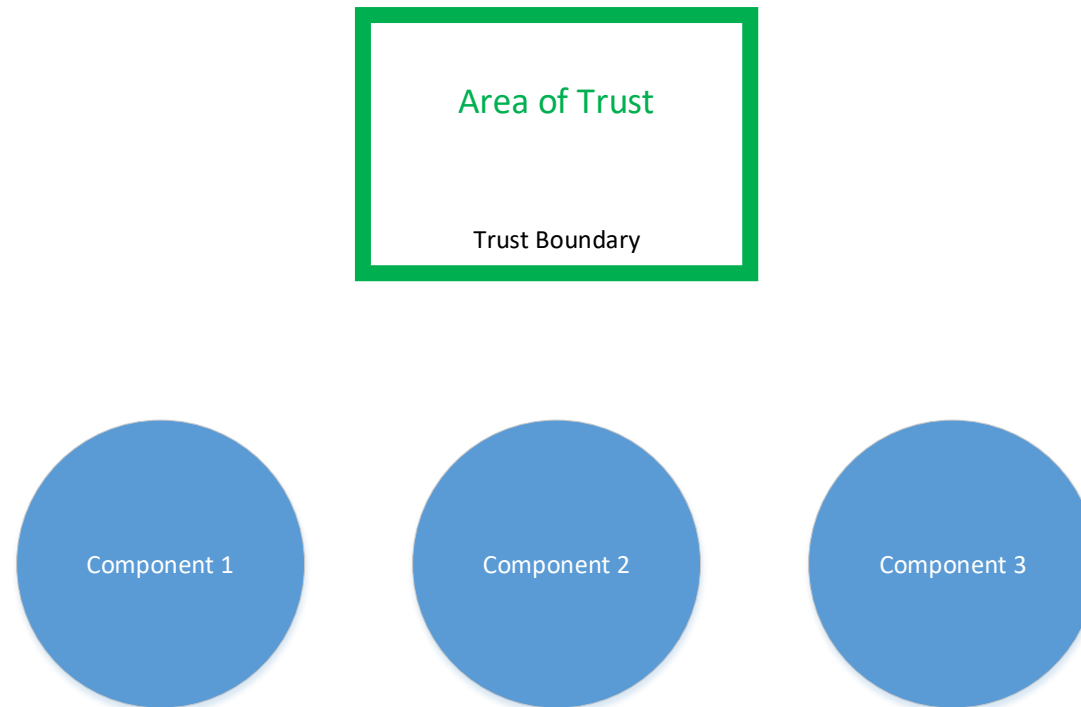 Area of Trust
Trust Boundary
Component 1
Component 2
Component 3